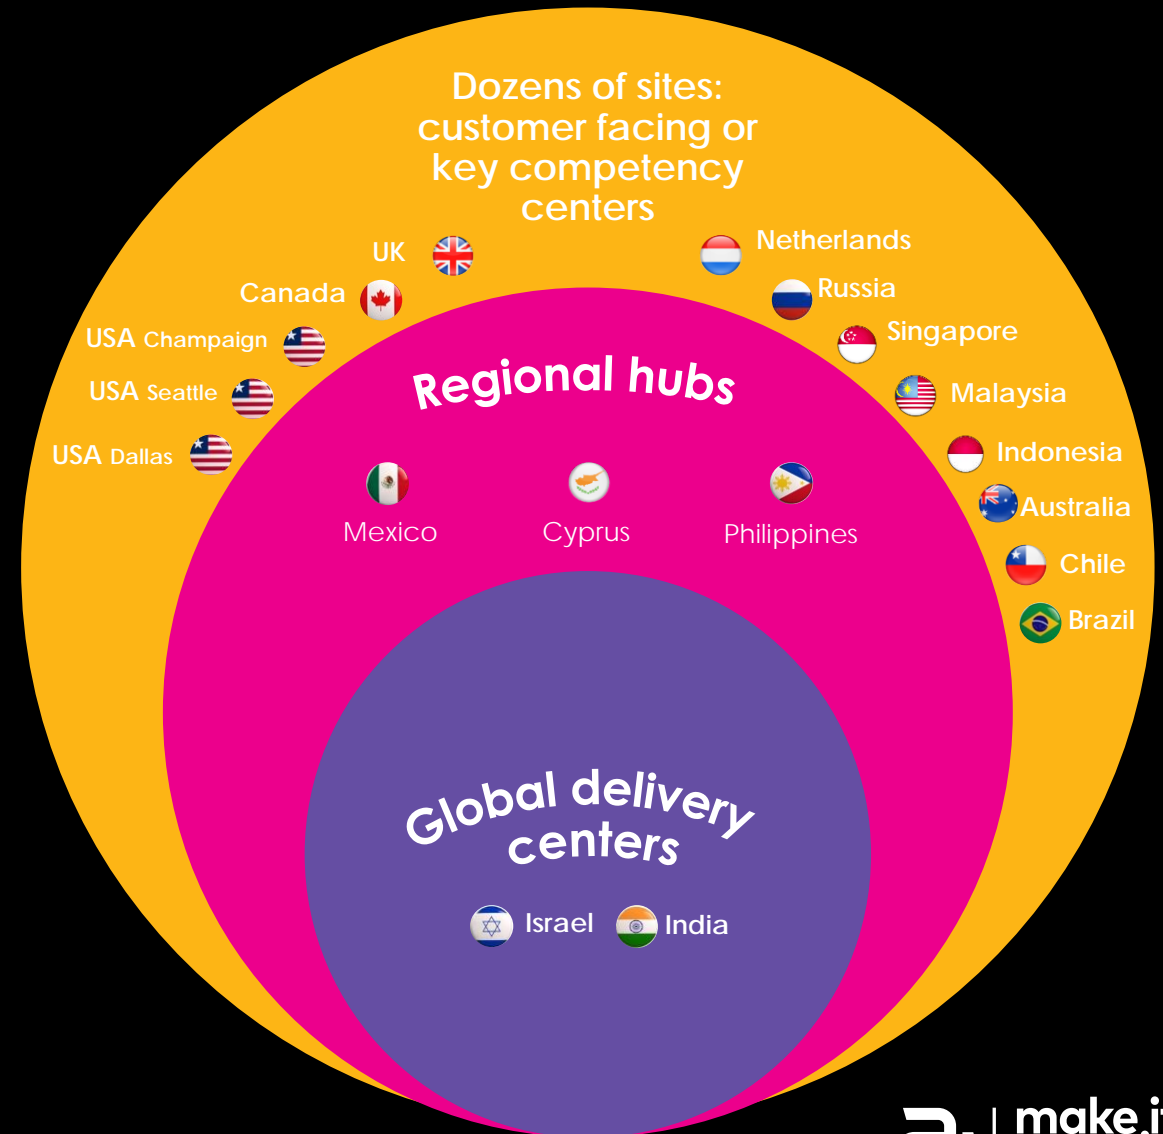 Dozens of sites:
customer facing or
key competency
centers
UK
Canada
USA Champaign
USA Seattle
USA Dallas
Netherlands
Russia
Singapore
Malaysia
Indonesia
Australia
Chile
Brazil
Regional hubs
Mexico
Cyprus
Philippines
Global delivery
centers
Israel
India